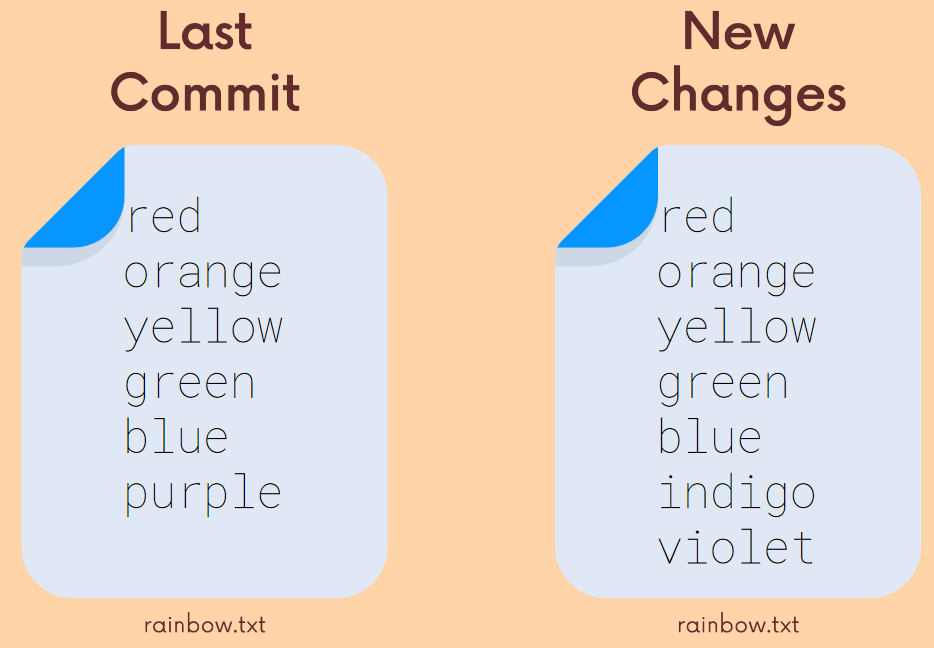 Last
Commit
red
orange
yellow
green
blue
purple
rainbow.txt
New
Changes
red
orange
yellow
green
blue
indigo
violet
rainbow.txt